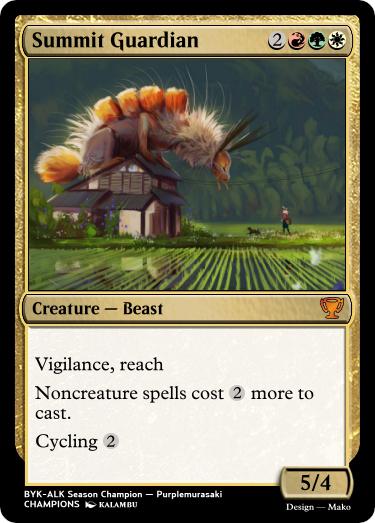 Summit Guardian 2
Creature — Beast
Vigilance, reach
Noncreature spells cost 2 more to
cast.
Cycling 2
5/4
BYK-ALK Season Champion — Purplemurasaki
CHAMPIONS KALAMBU
Design — Mako